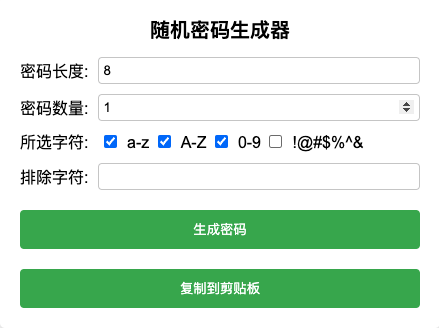 随机密码生成器
密码长度: 8
密码数量: 1
所选字符: a-z A-Z 0-9 !@#$%^&
排除字符:
生成密码
复制到剪贴板